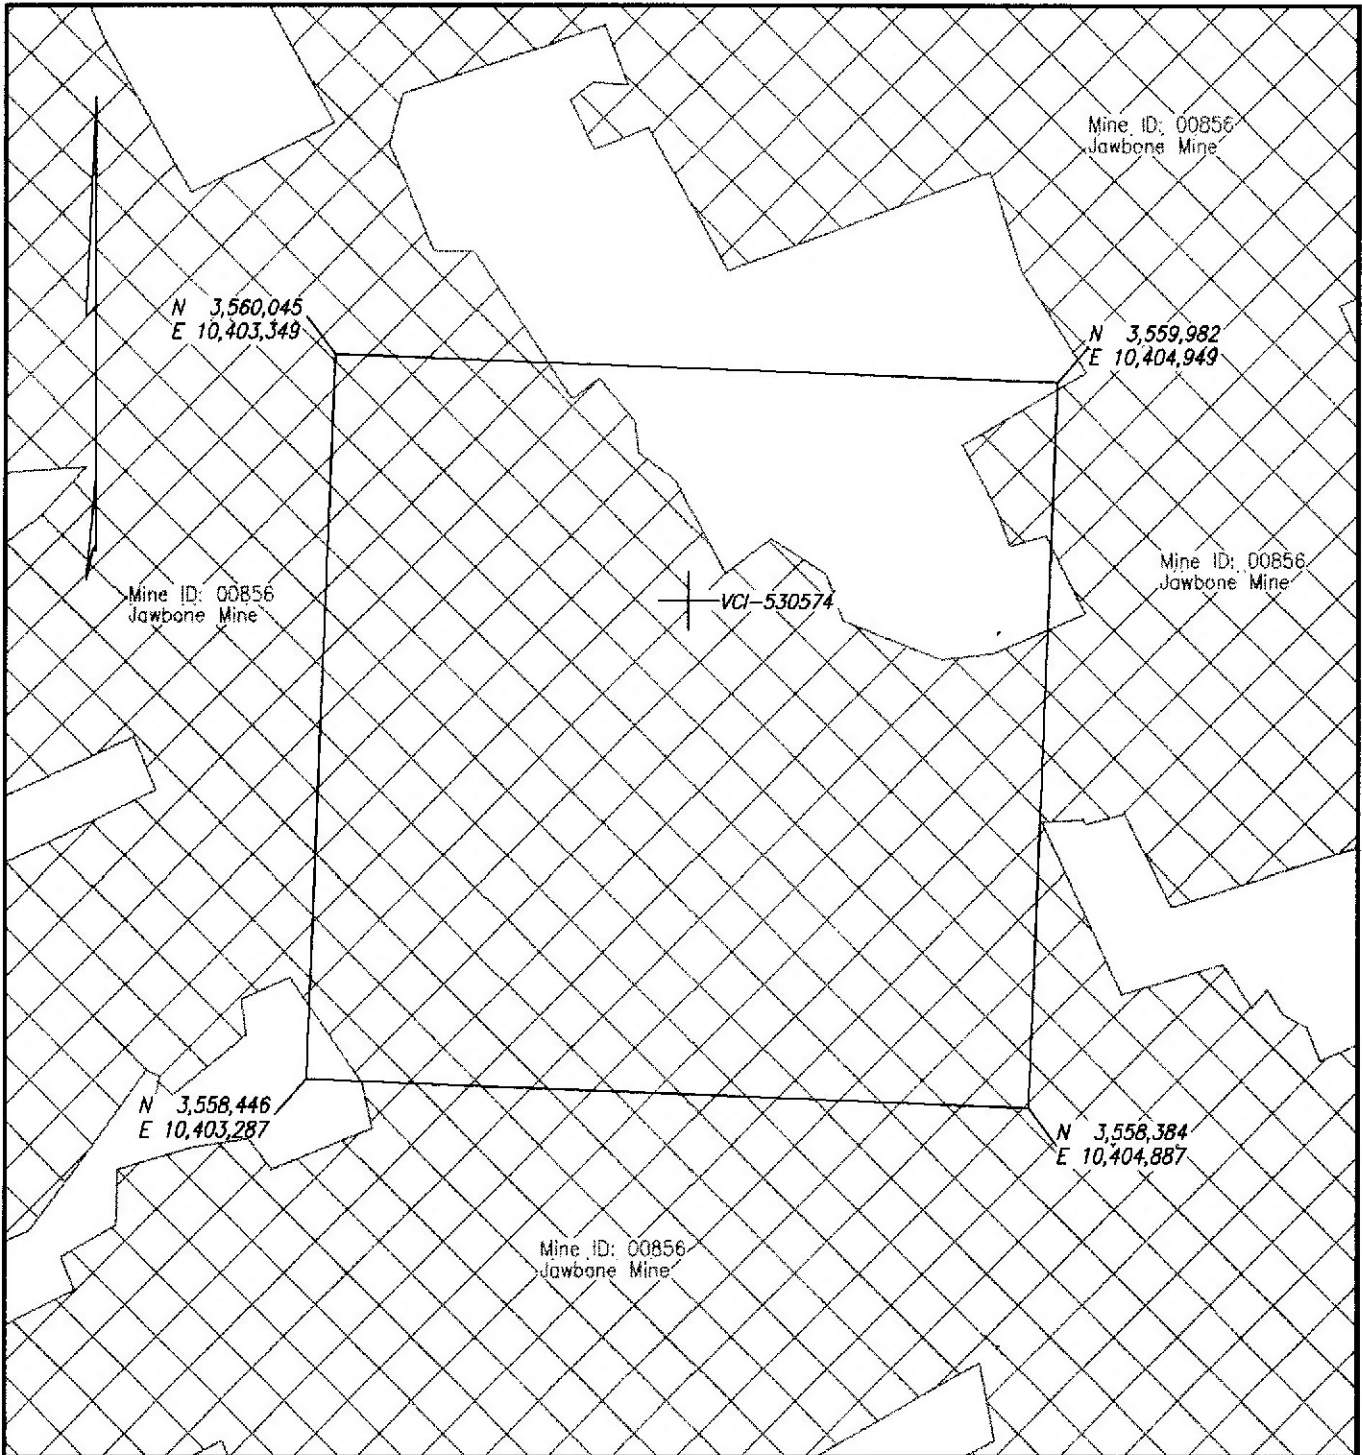 Mine ID: 00856
Jawbone Mine
N 3,560,045
E 10,403,349
N 3,559,982
E 10,404,949
Mine ID: 00856
Jawbone Mine
Mine ID: 00856
Jawbone Mine
VCI-530574
N 3,558,446
E 10,403,287
N 3,558,384
E 10,404,887
Mine ID: 00856
Jawbone Mine